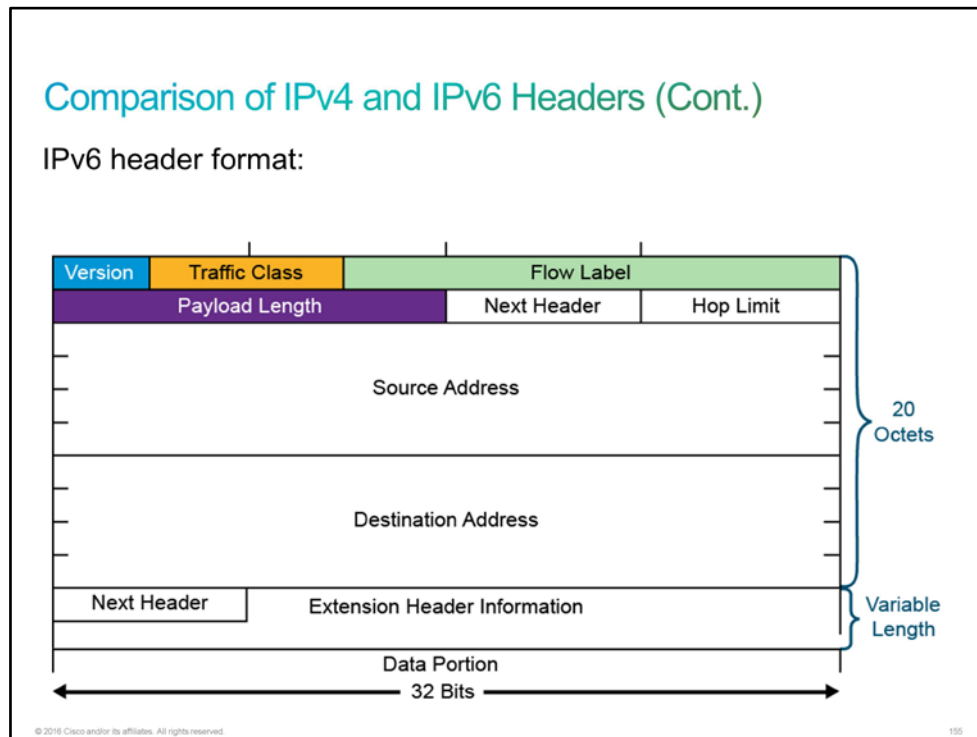 Comparison of IPv4 and IPv6 Headers (Cont.)
IPv6 header format:
Version Traffic Class Flow Label
Payload Length Next Header Hop Limit
Source Address
20
Octets
Destination Address
Next Header Extension Header Information
Variable
Length
Data Portion
32 Bits
© 2016 Cisco and/or its affiliates. All rights reserved.
155